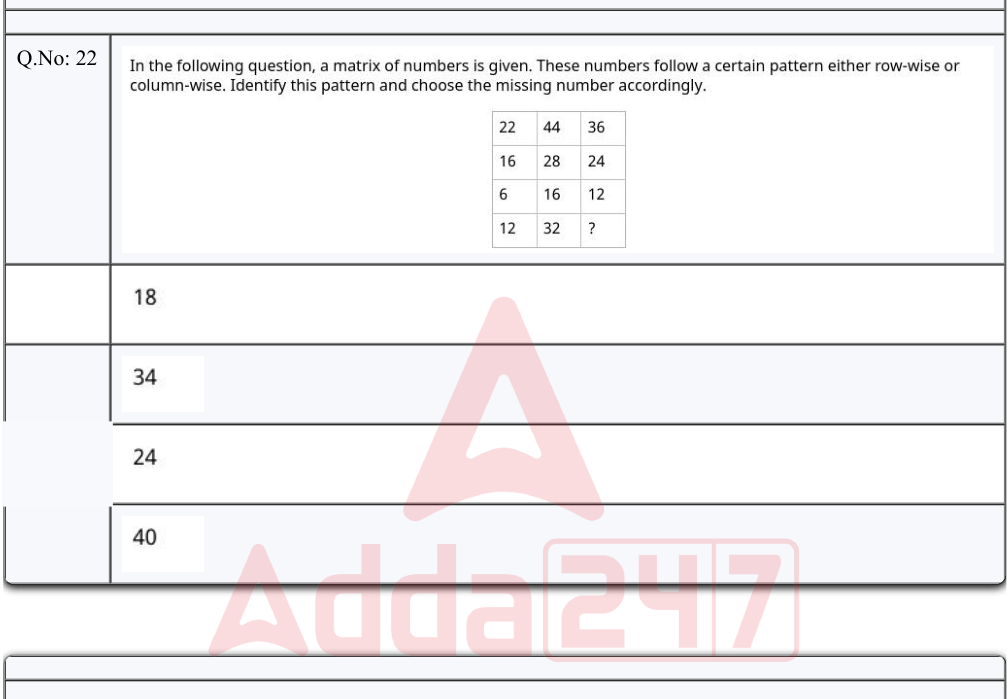 Q.No: 22
In the following question, a matrix of numbers is given. These numbers follow a certain pattern either row-wise or
column-wise. Identify this pattern and choose the missing number accordingly.
22 44 36
16 28 24
6 16 12
12 32 ?
18
34
24
40
Adda247